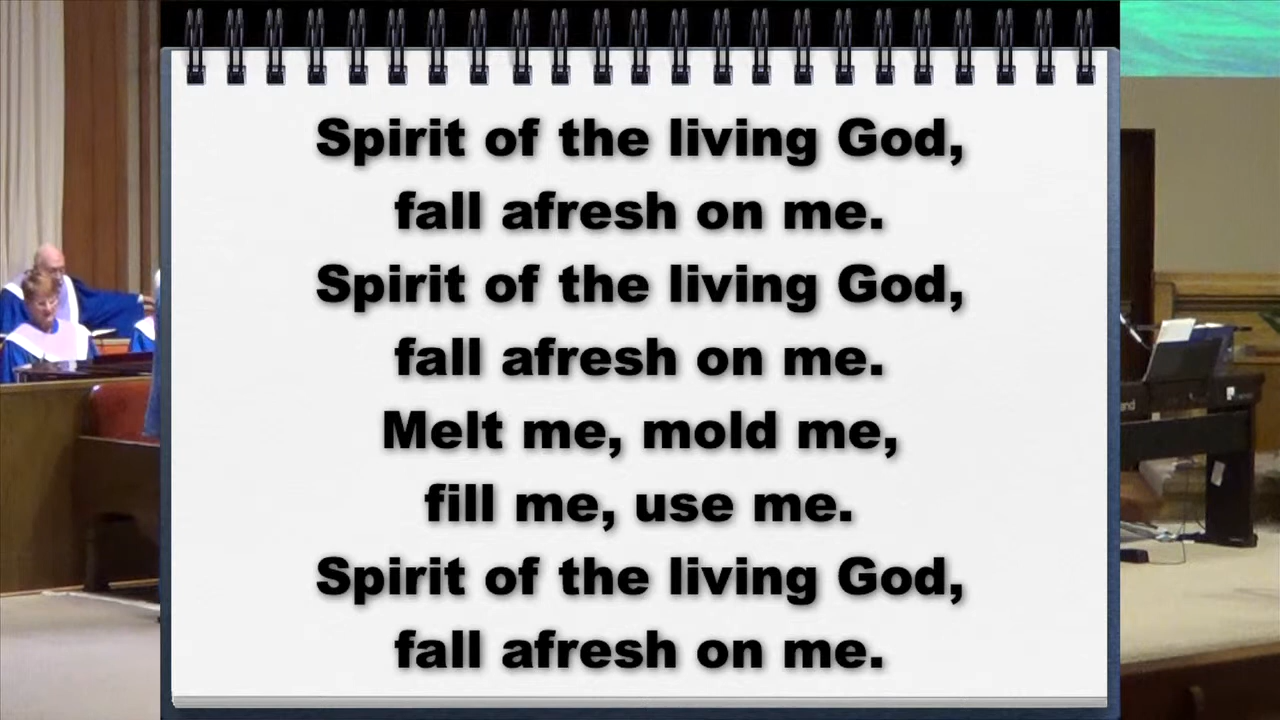 Spirit of the living God,
fall afresh on me.
Spirit of the living God,
fall afresh on me.
Melt me, mold me,
fill me, use me.
Spirit of the living God,
fall afresh on me.